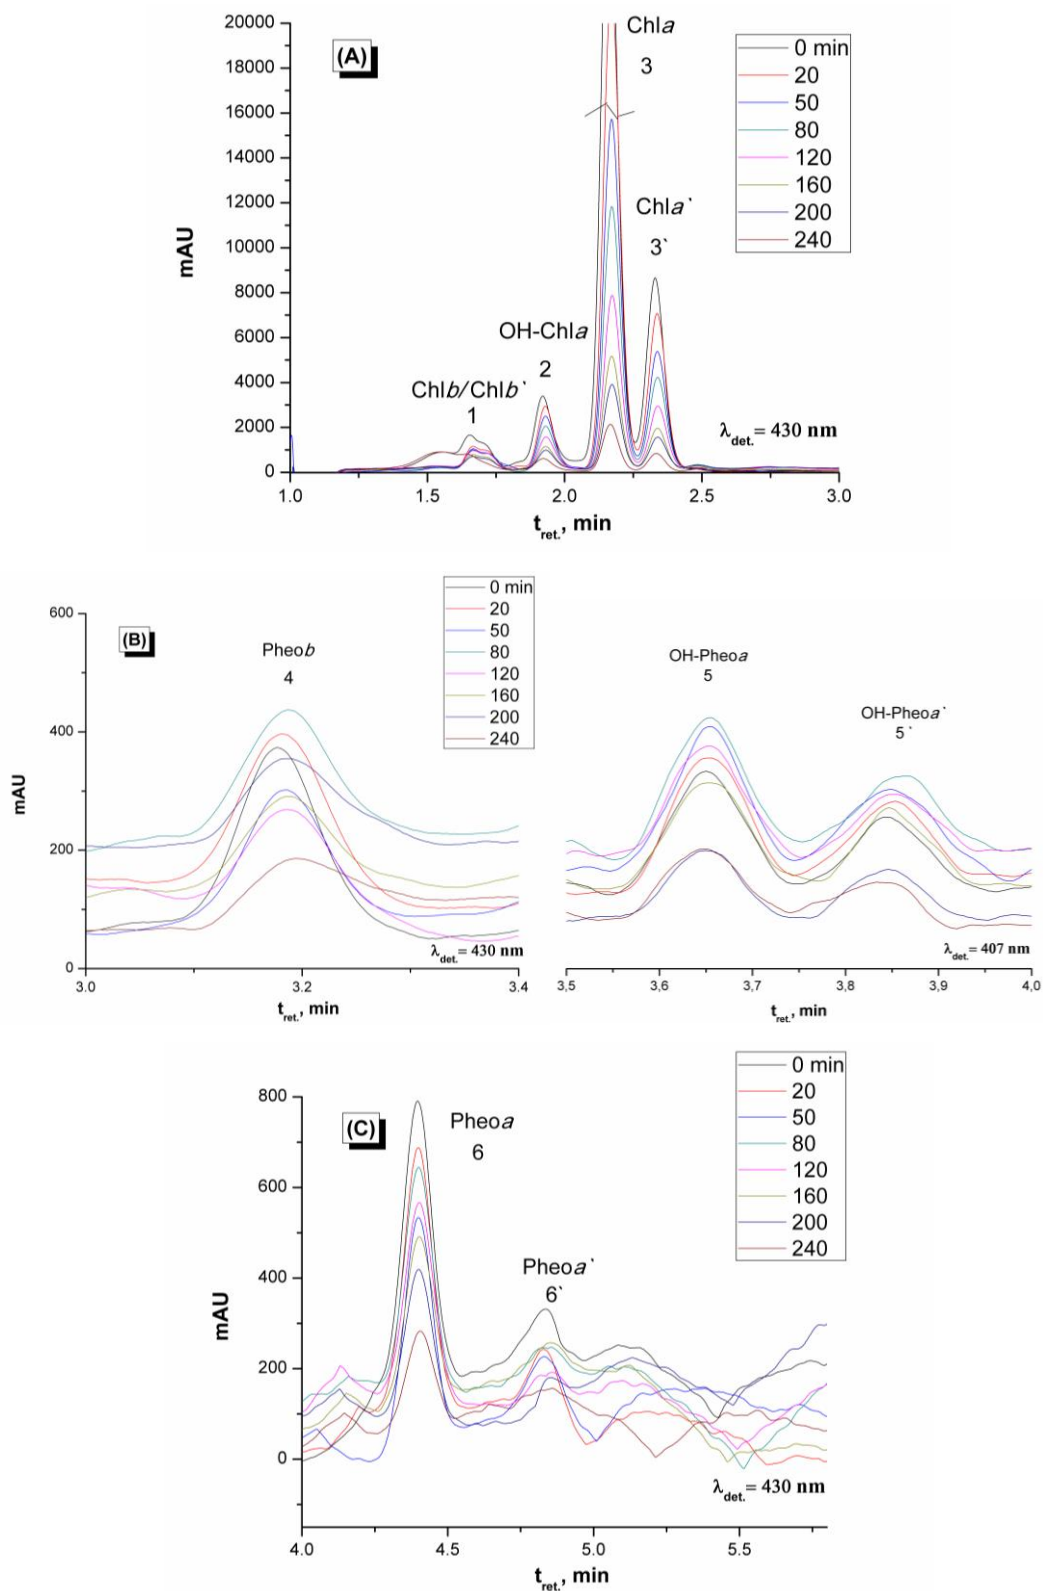 (A)
20000
18000
16000
14000
12000
10000
8000
6000
4000
2000
0
mAU
Chla
3
Chla`
3`
OH-Chla
2
Chlb/Chlb`
1
0 min
20
50
80
120
160
200
240
λdet.= 430 nm
1.0 1.5 2.0 2.5 3.0
tret., min
(B)
600
400
200
0
mAU
Pheob
4
0 min
20
50
80
120
160
200
240
λdet.= 430 nm
3.0 3.2 3.4
tret., min
OH-Pheoa
5
OH-Pheoa`
5`
λdet.= 407 nm
3,5 3,6 3,7 3,8 3,9 4,0
tret., min
(C)
800
600
400
200
0
mAU
Pheoa
6
Pheoa`
6`
0 min
20
50
80
120
160
200
240
λdet.= 430 nm
4.0 4.5 5.0 5.5
tret., min